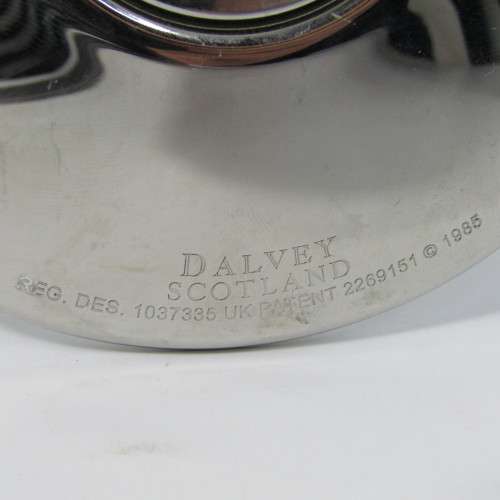 DALVEY
SCOTLAND
REG. DES. 1037335 UK PATENT 2269151 © 1985